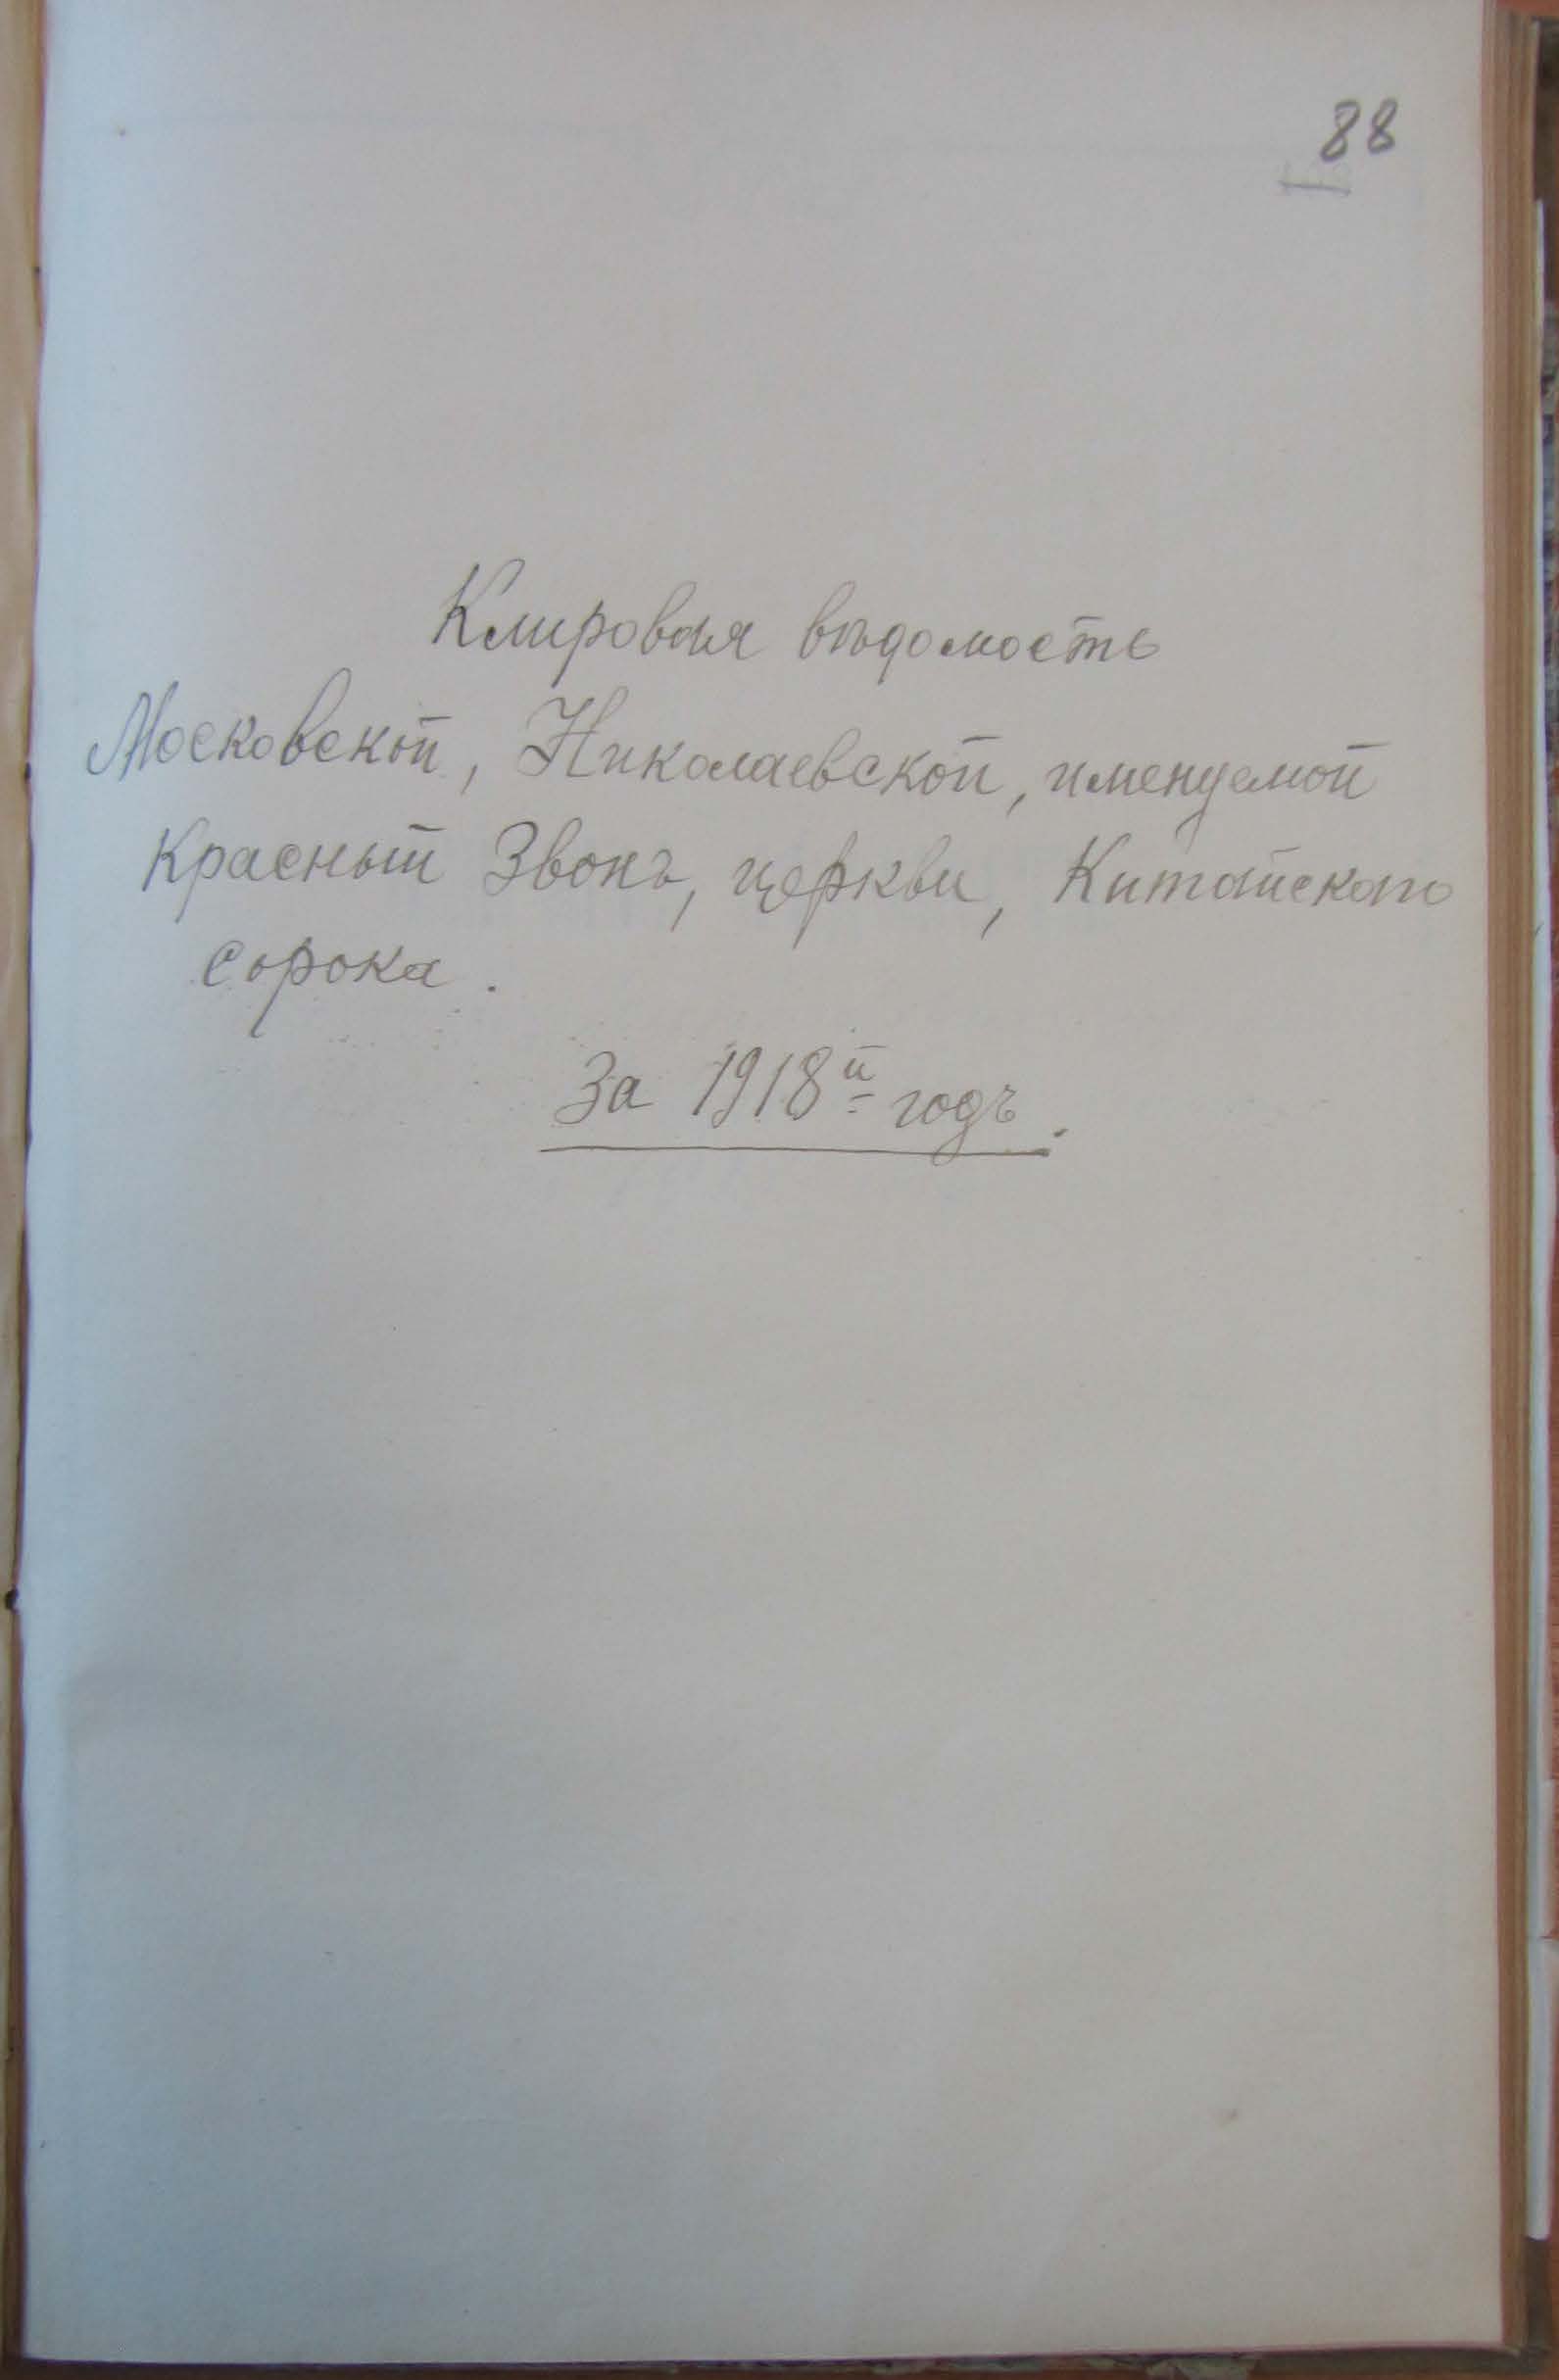 88
Клировая вѣдомость
Московской, Николаевской, именуемой
Красный Звонъ, церкви, Китайскаго
сорока.
За 1918й годъ.